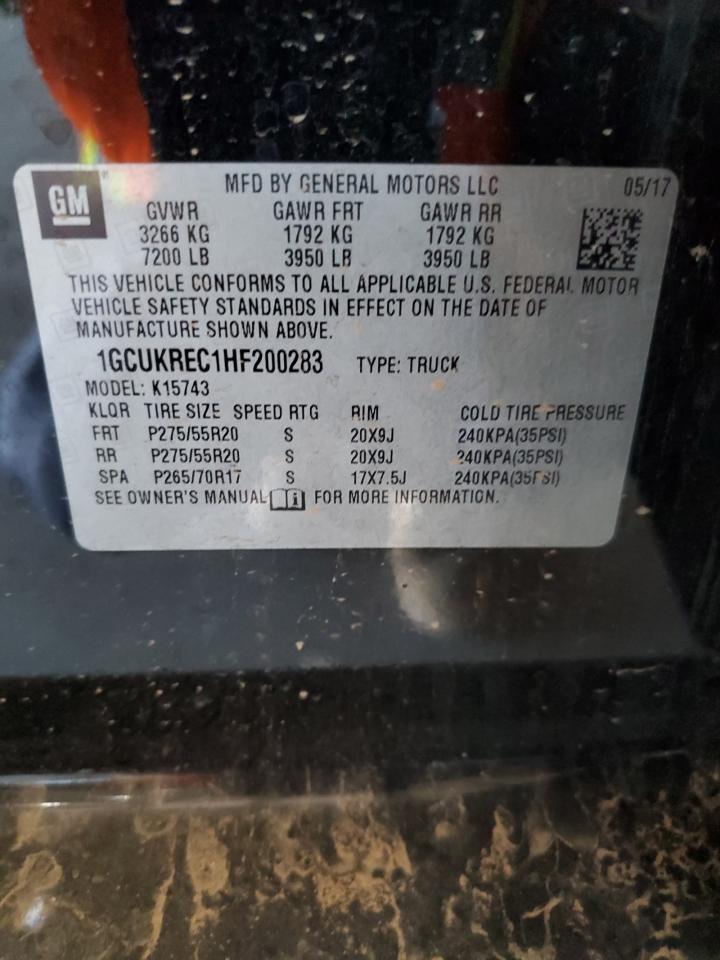 GM
MFD BY GENERAL MOTORS LLC 05/17
GVWR GAWR FRT GAWR RR
3266 KG 1792 KG 1792 KG
7200 LB 3950 LB 3950 LB
THIS VEHICLE CONFORMS TO ALL APPLICABLE U.S. FEDERAL MOTOR
VEHICLE SAFETY STANDARDS IN EFFECT ON THE DATE OF
MANUFACTURE SHOWN ABOVE.
1GCUKREC1HF200283 TYPE: TRUCK
MODEL: K15743
KLQR TIRE SIZE SPEED RTG RIM COLD TIRE PRESSURE
FRT P275/55R20 S 20X9J 240KPA(35PSI)
RR P275/55R20 S 20X9J 240KPA(35PSI)
SPA P265/70R17 S 17X7.5J 240KPA(35PSI)
SEE OWNER'S MANUAL FOR MORE INFORMATION.